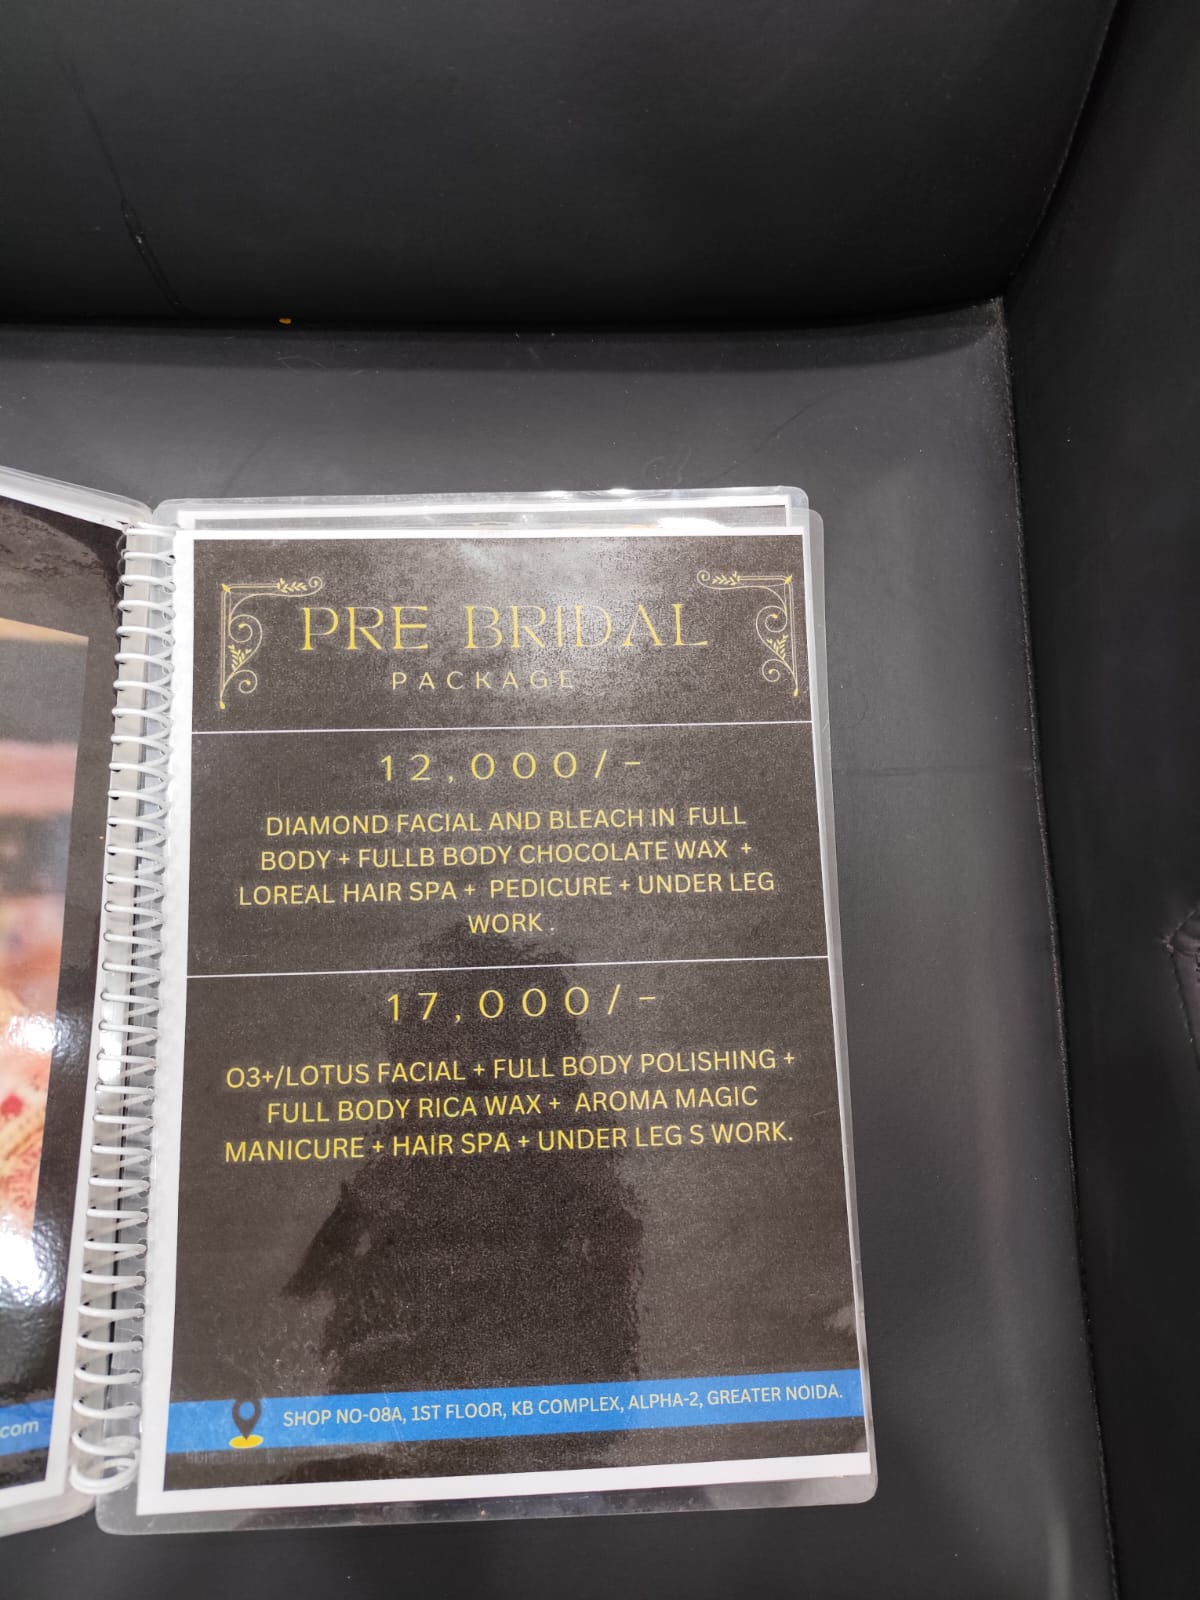 PRE BRIDAL
PACKAGE
12,000/-
DIAMOND FACIAL AND BLEACH IN FULL
BODY + FULLB BODY CHOCOLATE WAX +
LOREAL HAIR SPA + PEDICURE + UNDER LEG
WORK .
17,000/-
O3+/LOTUS FACIAL + FULL BODY POLISHING +
FULL BODY RICA WAX + AROMA MAGIC
MANICURE + HAIR SPA + UNDER LEG S WORK.
SHOP NO-08A, 1ST FLOOR, KB COMPLEX, ALPHA-2, GREATER NOIDA.
com